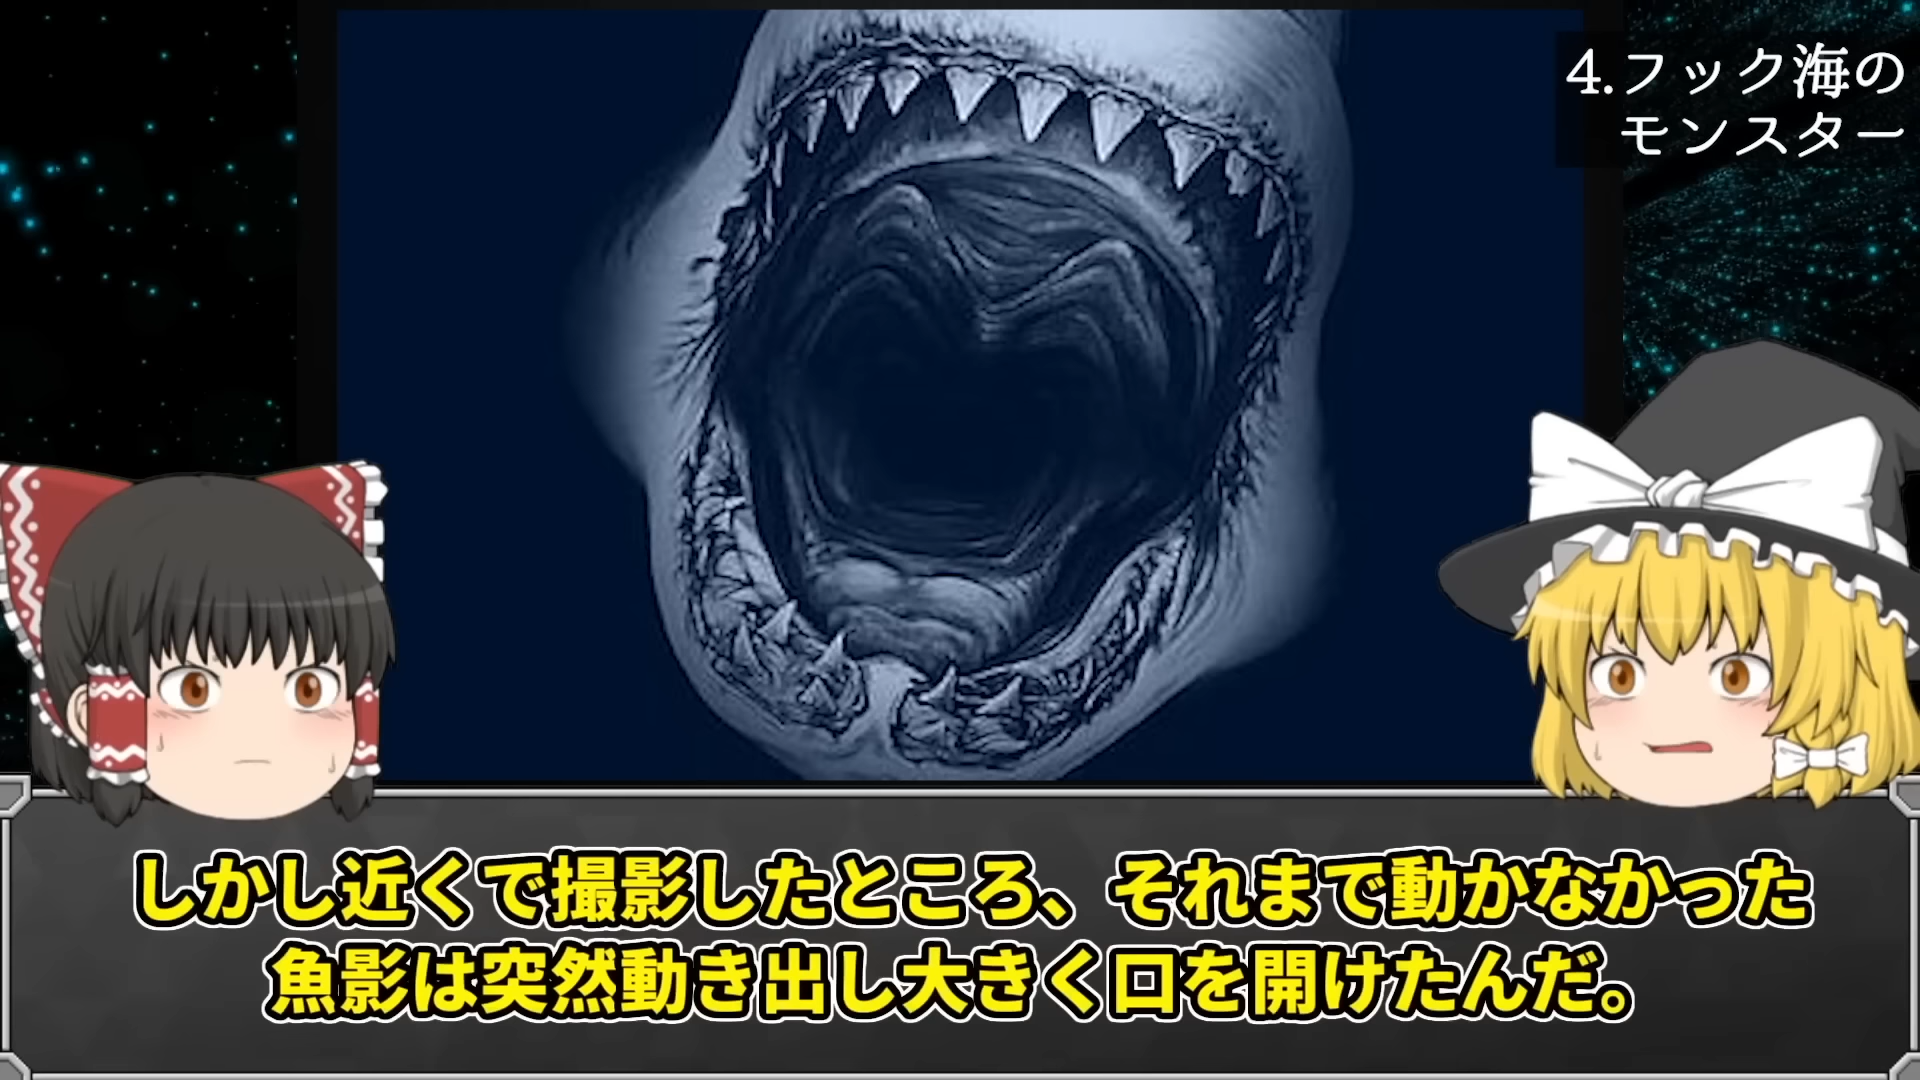 4.フック海の
モンスター
しかし近くで撮影したところ、それまで動かなかった
魚影は突然動き出し大きく口を開けたんだ。